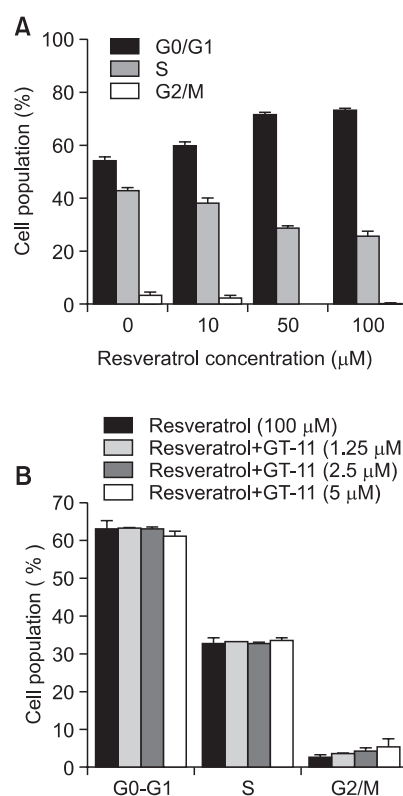 A
G0/G1
S
G2/M
Cell population (%)
100
80
60
40
20
0
0 10 50 100
Resveratrol concentration (μM)
B
Resveratrol (100 μM)
Resveratrol+GT-11 (1.25 μM
Resveratrol+GT-11 (2.5 μM)
Resveratrol+GT-11 (5 μM)
Cell population ( % )
70
60
50
40
30
20
10
0
G0-G1 S G2/M